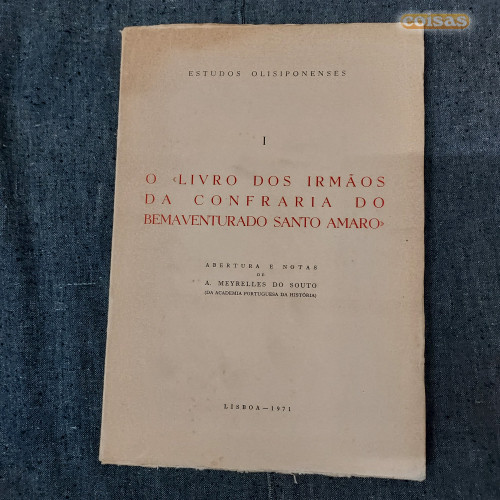 coisas
ESTUDOS OLISIPONENSES
I
O «LIVRO DOS IRMÃOS
DA CONFRARIA DO
BEMAVENTURADO SANTO AMARO»
ABERTURA E NOTAS
DE
A. MEYRELLES DO SOUTO
(DA ACADEMIA PORTUGUESA DA HISTÓRIA)
LISBOA—1971